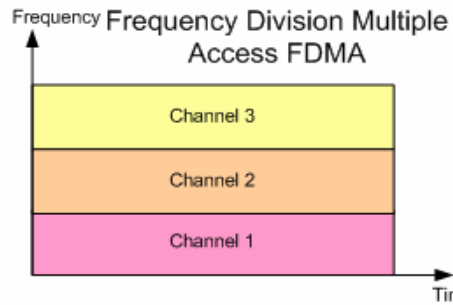 Frequency
Frequency Division Multiple
Access FDMA
Channel 3
Channel 2
Channel 1